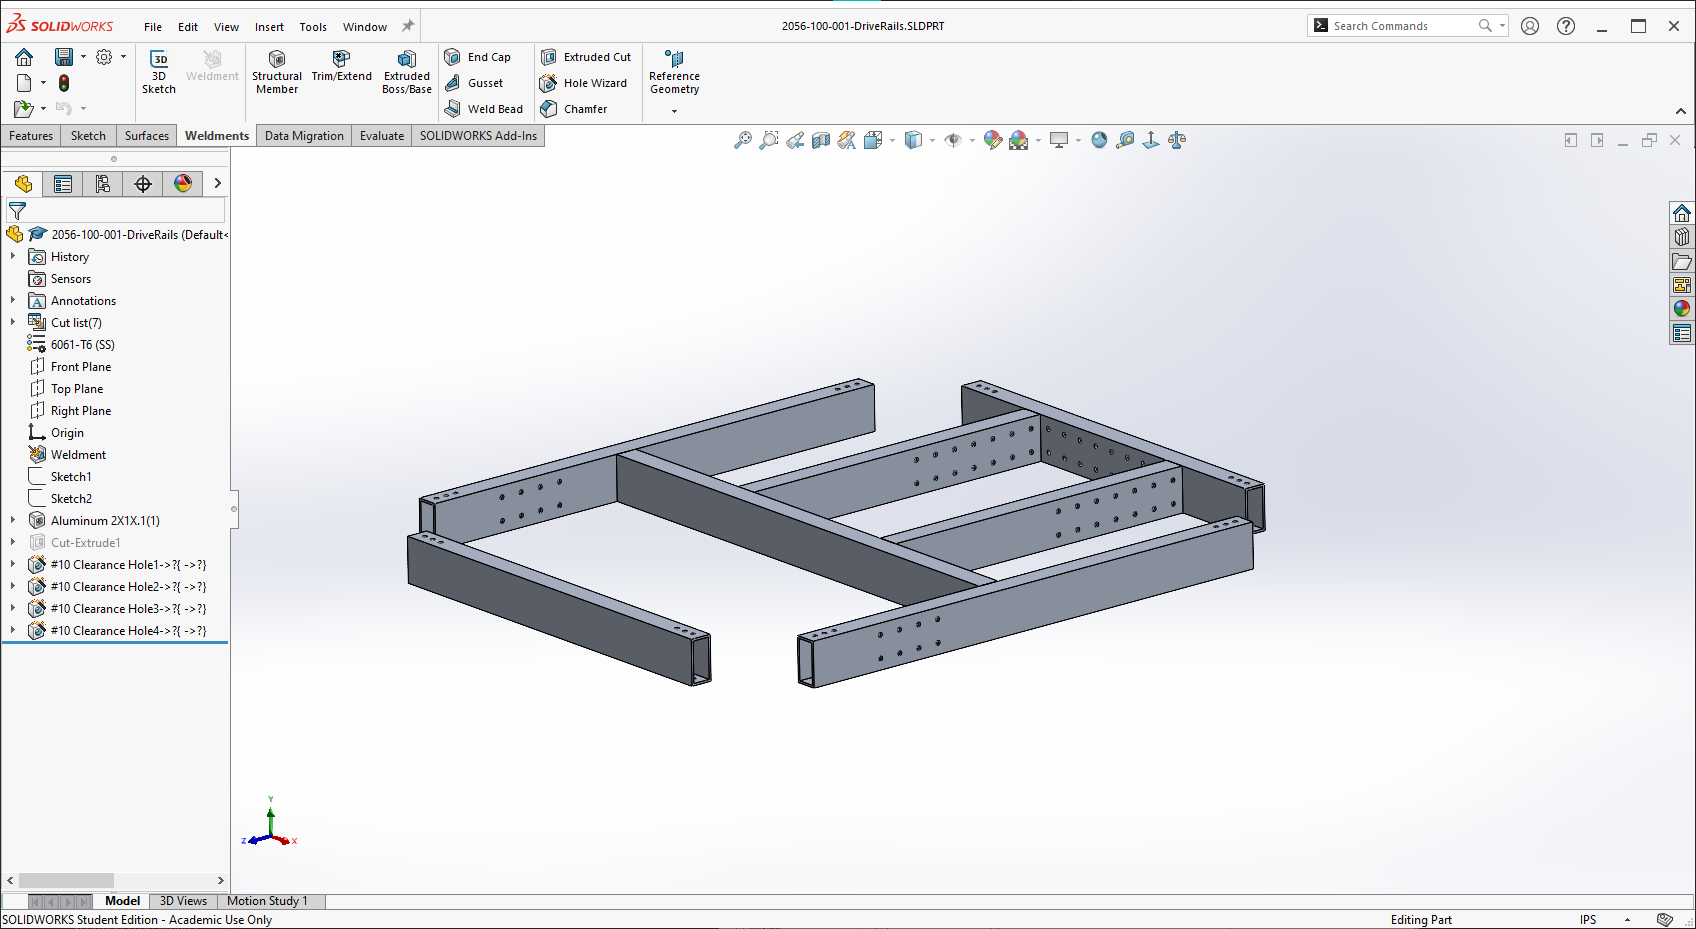 SOLIDWORKS
File Edit View Insert Tools Window
2056-100-001-DriveRails.SLDPRT
Search Commands
3D Sketch
Weldment
Structural Member
Trim/Extend
Extruded Boss/Base
End Cap
Gusset
Weld Bead
Extruded Cut
Hole Wizard
Chamfer
Reference Geometry
Features Sketch Surfaces Weldments Data Migration Evaluate SOLIDWORKS Add-Ins
2056-100-001-DriveRails (Default<
History
Sensors
Annotations
Cut list(7)
6061-T6 (SS)
Front Plane
Top Plane
Right Plane
Origin
Weldment
Sketch1
Sketch2
Aluminum 2X1X.1(1)
Cut-Extrude1
#10 Clearance Hole1->?{ ->?}
#10 Clearance Hole2->?{ ->?}
#10 Clearance Hole3->?{ ->?}
#10 Clearance Hole4->?{ ->?}
Y
Z
X
Model 3D Views Motion Study 1
SOLIDWORKS Student Edition - Academic Use Only
Editing Part
IPS